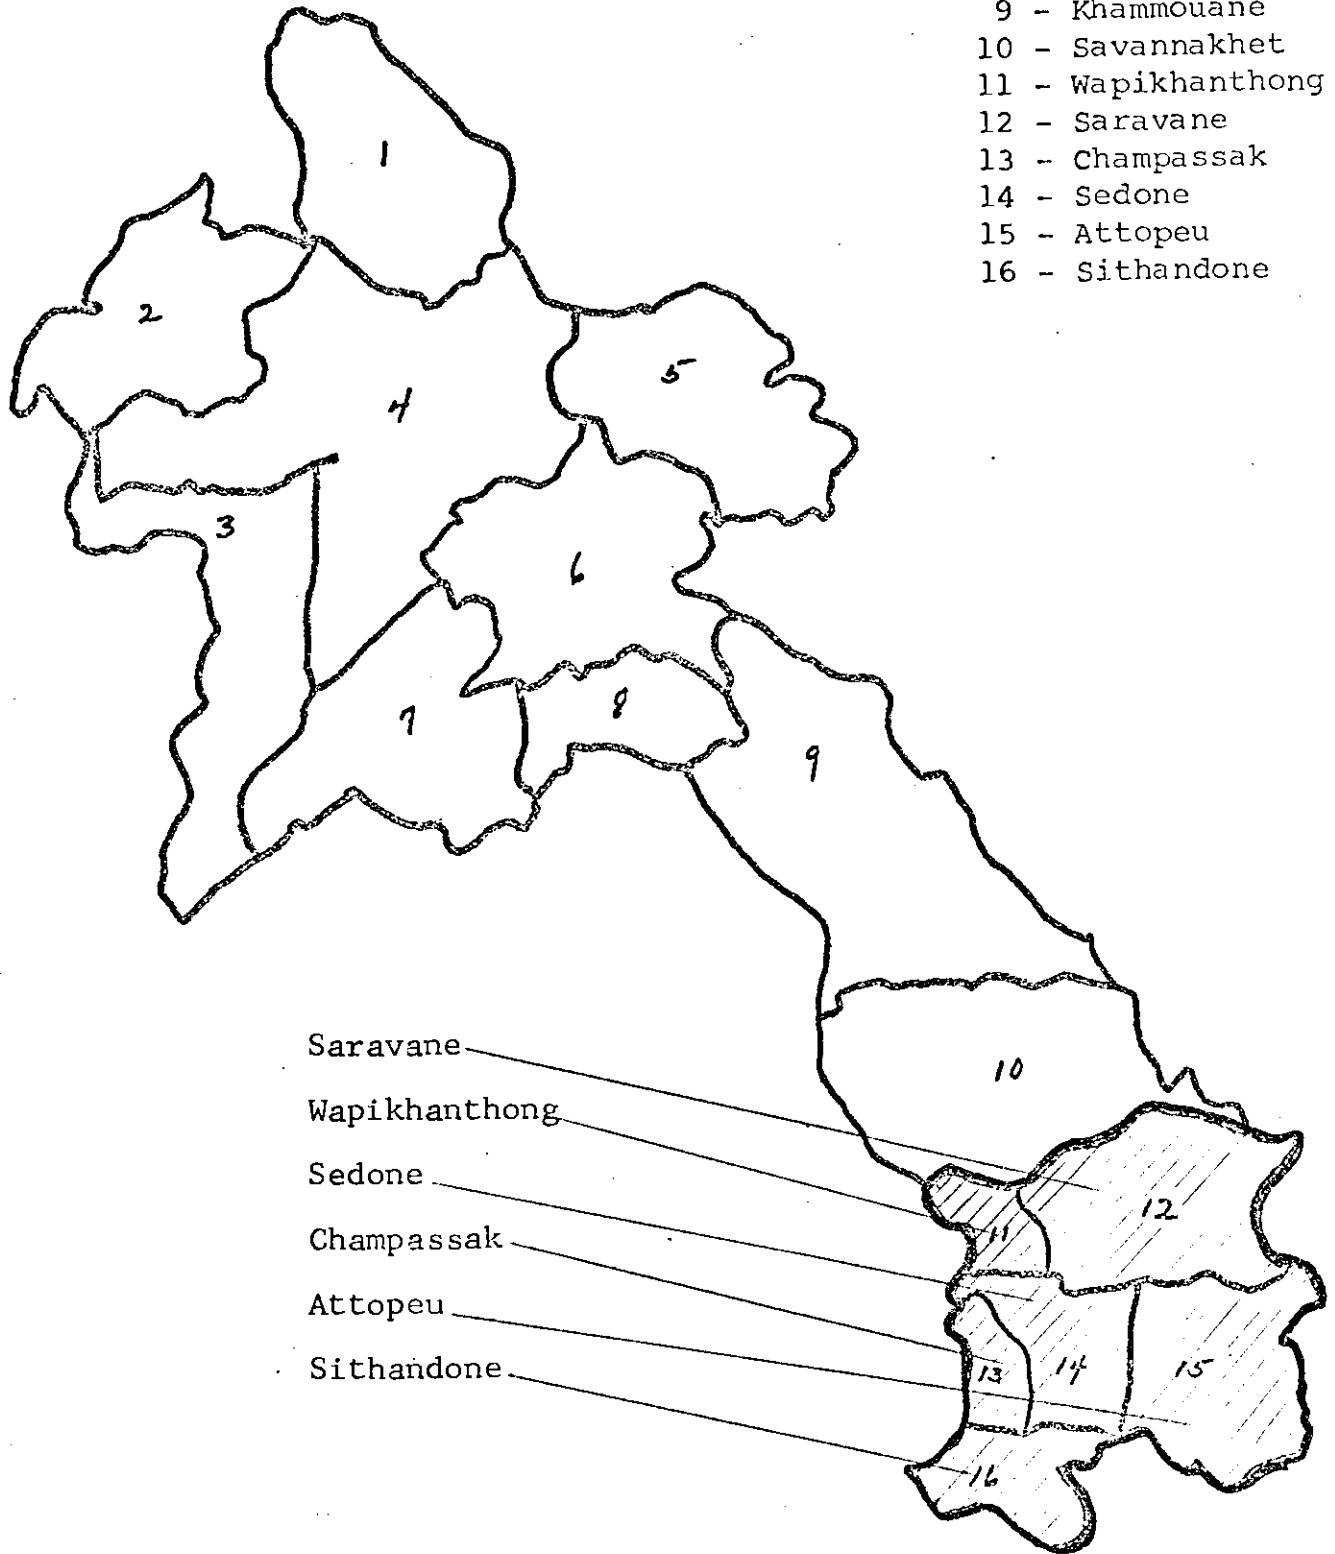 9 - Khammouane
10 - Savannakhet
11 - Wapikhanthong
12 - Saravane
13 - Champassak
14 - Sedone
15 - Attopeu
16 - Sithandone
1
2
3
4
5
6
7
8
9
10
Saravane
Wapikhanthong
Sedone
Champassak
Attopeu
Sithandone
11
12
13
14
15
16